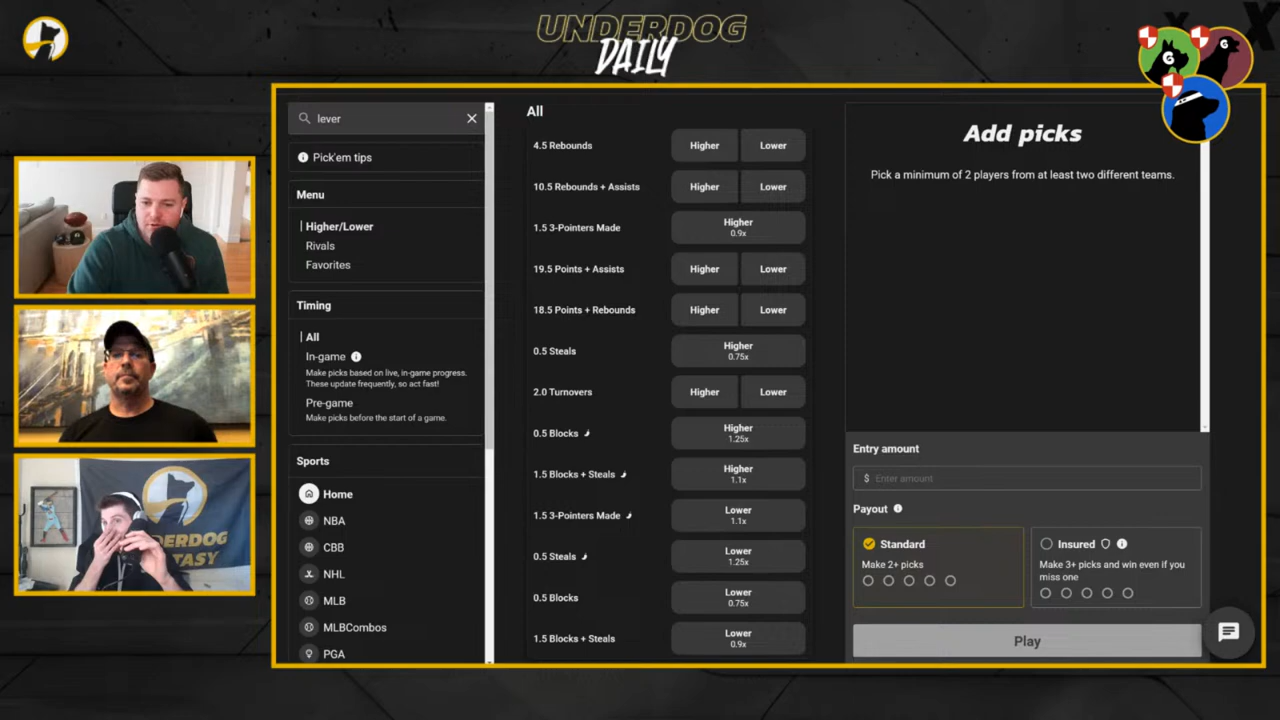 UNDERDOG
DAILY
G
G
lever
Pick'em tips
Menu
Higher/Lower
Rivals
Favorites
Timing
All
In-game
Make picks based on live, in-game progress.
These update frequently, so act fast!
Pre-game
Make picks before the start of a game.
Sports
Home
NBA
CBB
NHL
MLB
MLBCombos
PGA
All
4.5 Rebounds
Higher
Lower
10.5 Rebounds + Assists
Higher
Lower
1.5 3-Pointers Made
Higher
0.9x
19.5 Points + Assists
Higher
Lower
18.5 Points + Rebounds
Higher
Lower
0.5 Steals
Higher
0.75x
2.0 Turnovers
Higher
Lower
0.5 Blocks
Higher
1.25x
1.5 Blocks + Steals
Higher
1.1x
1.5 3-Pointers Made
Lower
1.1x
0.5 Steals
Lower
1.25x
0.5 Blocks
Lower
0.75x
1.5 Blocks + Steals
Lower
0.9x
Add picks
Pick a minimum of 2 players from at least two different teams.
Entry amount
$ Enter amount
Payout
Standard
Make 2+ picks
Insured
Make 3+ picks and win even if you
miss one
Play
DERDOG
TASY